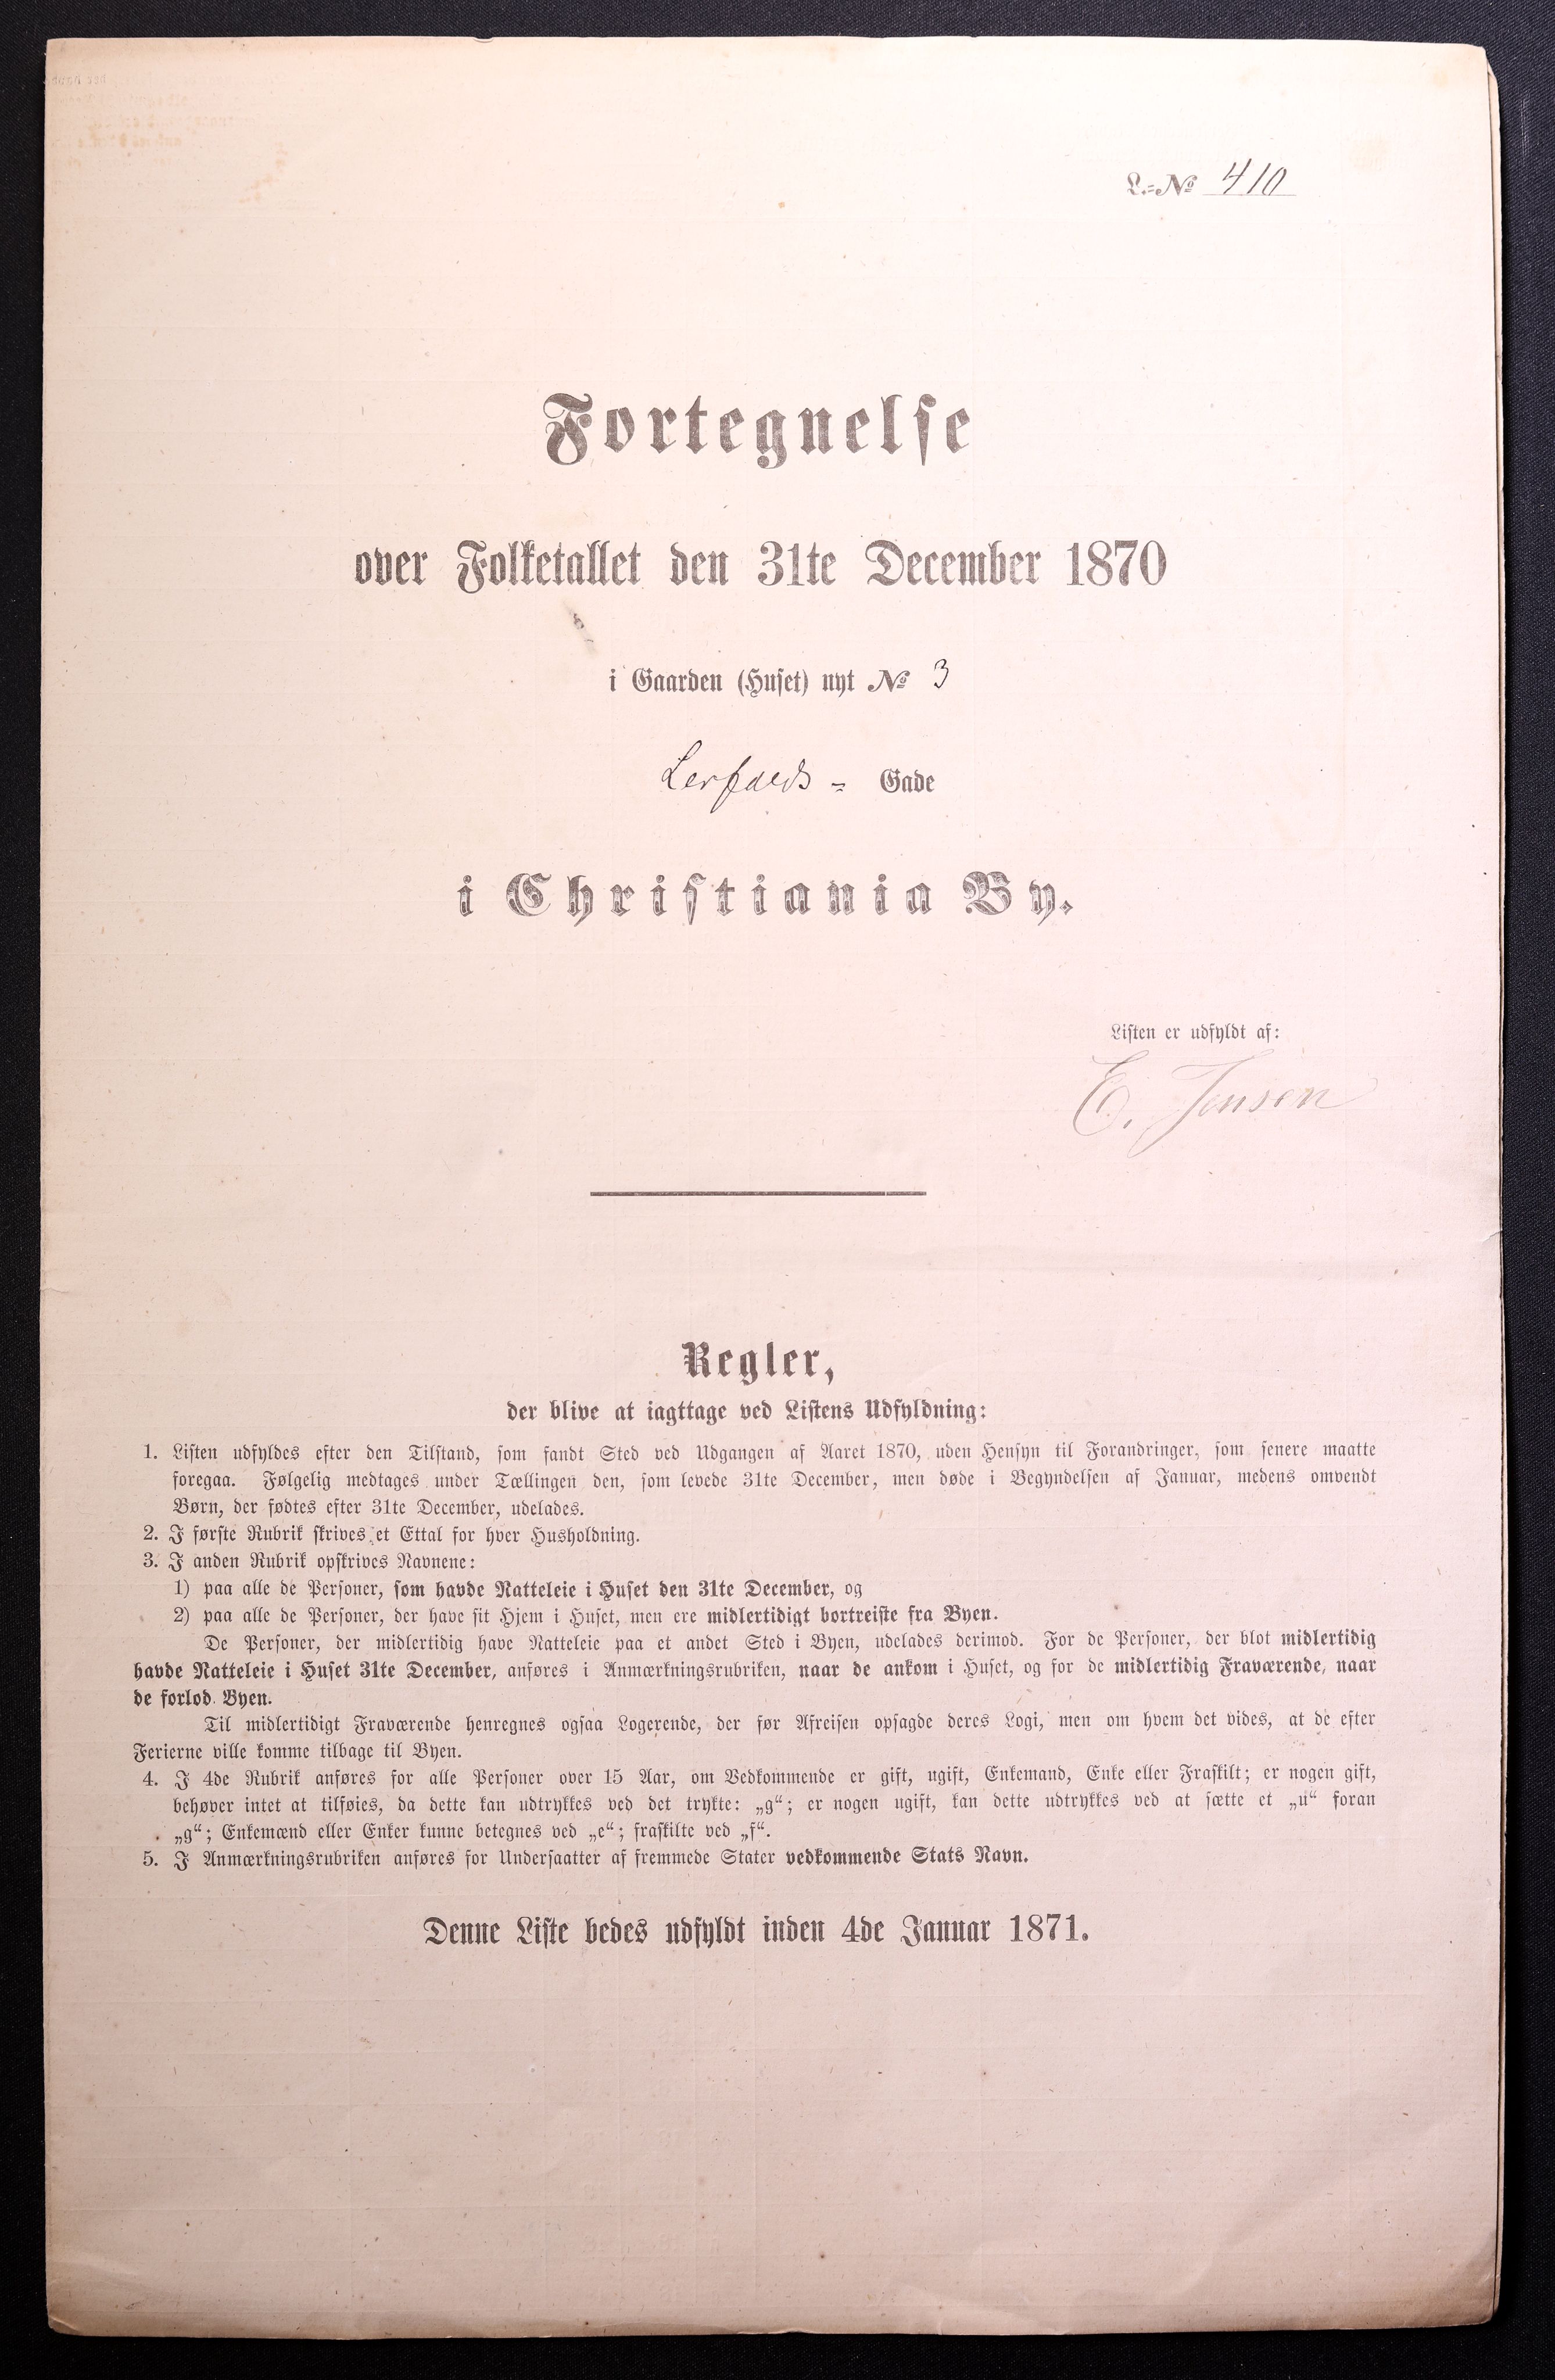 L.=No 410
Fortegnelse
over Folketallet den 31te December 1870
i Gaarden (Huset) nyt No 3
Lerfalds= Gade
i Christiania By.
Listen er udfyldt af:
E. Jensen
Regler,
der blive at iagttage ved Listens Udfyldning:
1. Listen udfyldes efter den Tilstand, som fandt Sted ved Udgangen af Aaret 1870, uden Hensyn til Forandringer, som senere maatte
foregaa. Følgelig medtages under Tællingen den, som levede 31te December, men døde i Begyndelsen af Januar, medens omvendt
Børn, der fødtes efter 31te December, udelades.
2. I første Rubrik skrives et Ettal for hver Husholdning.
3. I anden Rubrik opskrives Navnene:
1) paa alle de Personer, som havde Natteleie i Huset den 31te December, og
2) paa alle de Personer, der have sit Hjem i Huset, men ere midlertidigt bortreiste fra Byen.
De Personer, der midlertidig have Natteleie paa et andet Sted i Byen, udelades derimod. For de Personer, der blot midlertidig
havde Natteleie i Huset 31te December, anføres i Anmærkningsrubriken, naar de ankom i Huset, og for de midlertidig Fraværende, naar
de forlod Byen.
Til midlertidigt Fraværende henregnes ogsaa Logerende, der før Afreisen opsagde deres Logi, men om hvem det vides, at de efter
Ferierne ville komme tilbage til Byen.
4. I 4de Rubrik anføres for alle Personer over 15 Aar, om Vedkommende er gift, ugift, Enkemand, Enke eller Fraskilt; er nogen gift,
behøver intet at tilføies, da dette kan udtrykkes ved det trykte: „g“; er nogen ugift, kan dette udtrykkes ved at sætte et „u“ foran
„g“; Enkemænd eller Enker kunne betegnes ved „e“; fraskilte ved „f“.
5. I Anmærkningsrubriken anføres for Undersaatter af fremmede Stater vedkommende Stats Navn.
Denne Liste bedes udfyldt inden 4de Januar 1871.